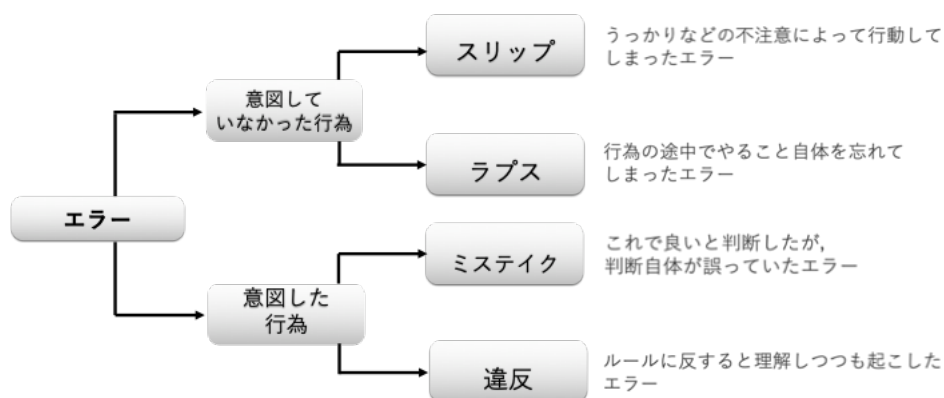 スリップ
うっかりなどの不注意によって行動して
しまったエラー
意図して
いなかった行為
ラプス
行為の途中でやること自体を忘れて
しまったエラー
エラー
ミステイク
これで良いと判断したが,
判断自体が誤っていたエラー
意図した
行為
違反
ルールに反すると理解しつつも起こした
エラー